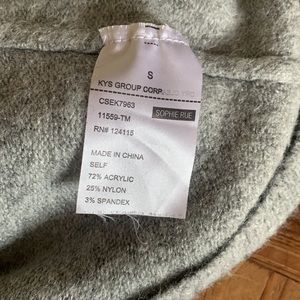 S
KYS GROUP CORP
CSEK7963
SOPHIE RUE
11559-TM
RN# 124115
MADE IN CHINA
SELF
72% ACRYLIC
25% NYLON
3% SPANDEX